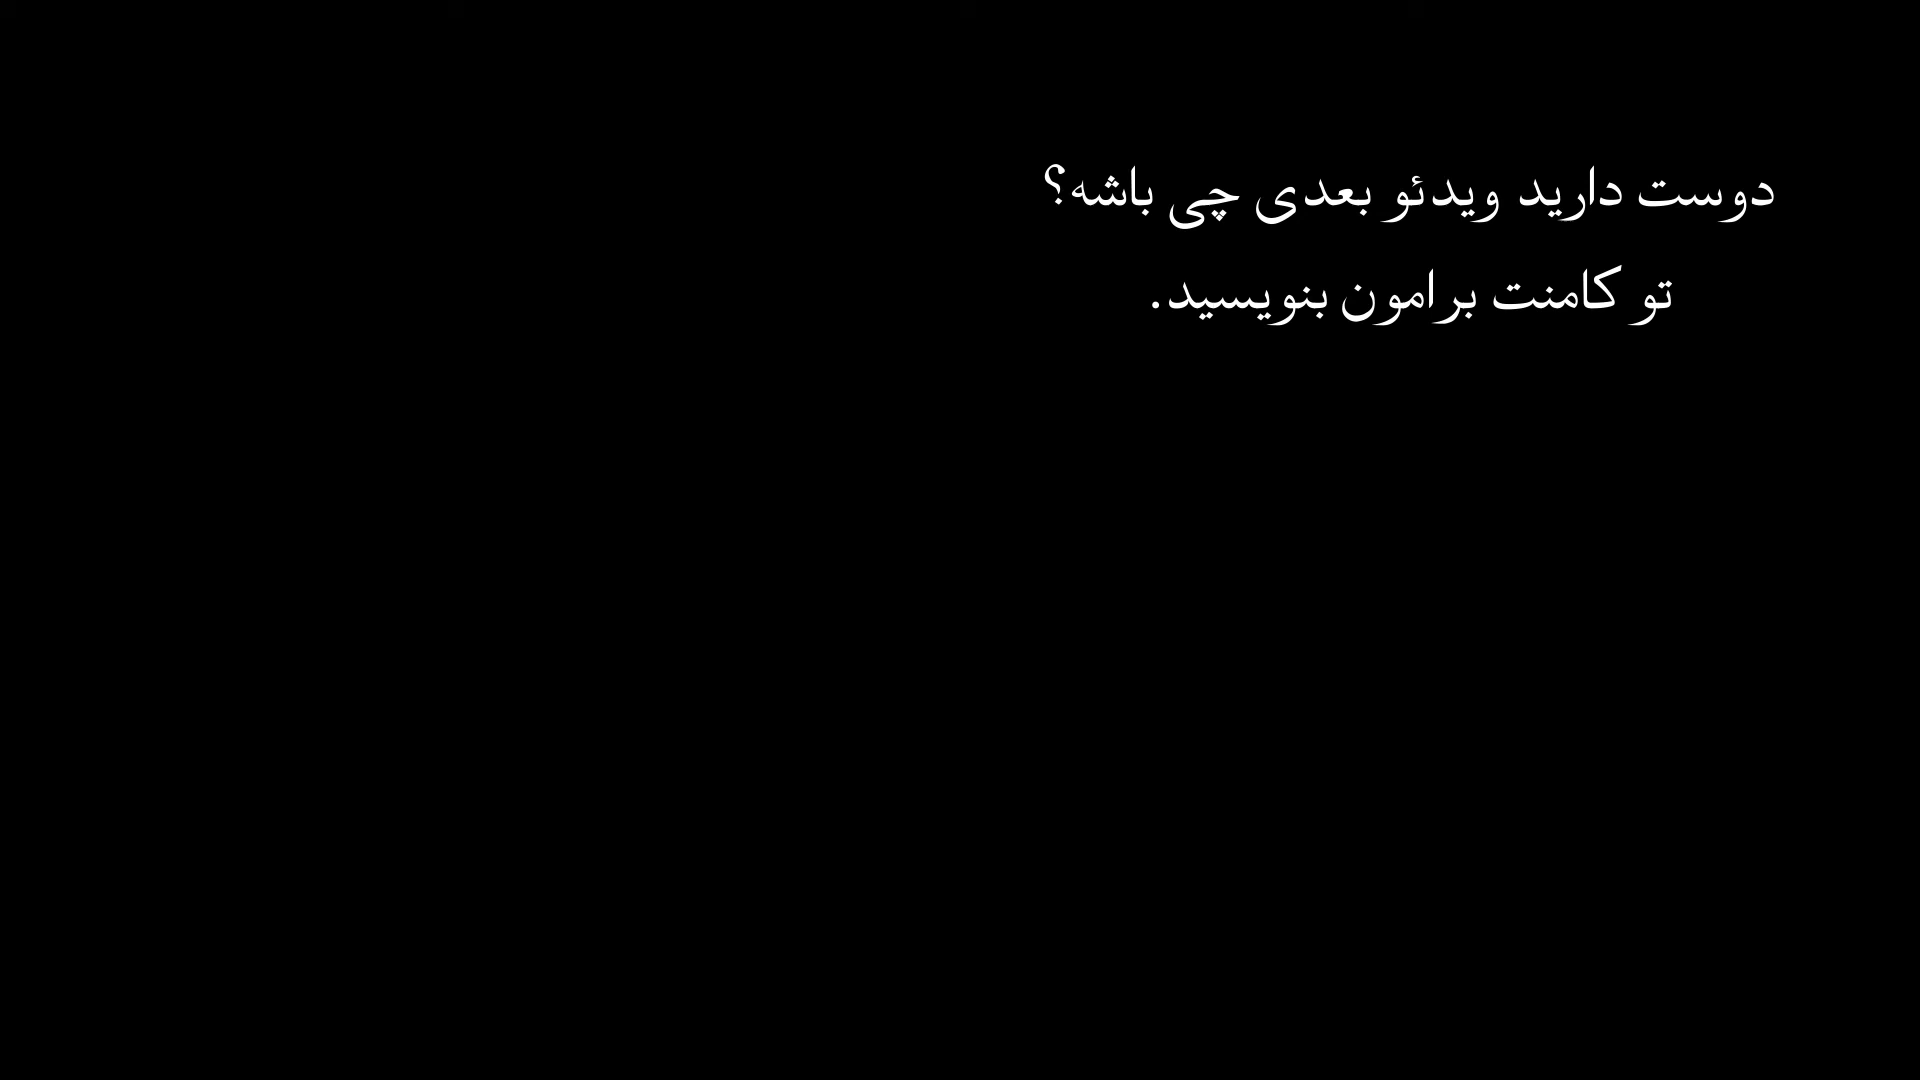 دوست دارید ویدئو بعدی چی باشه؟
تو کامنت برامون بنویسید.